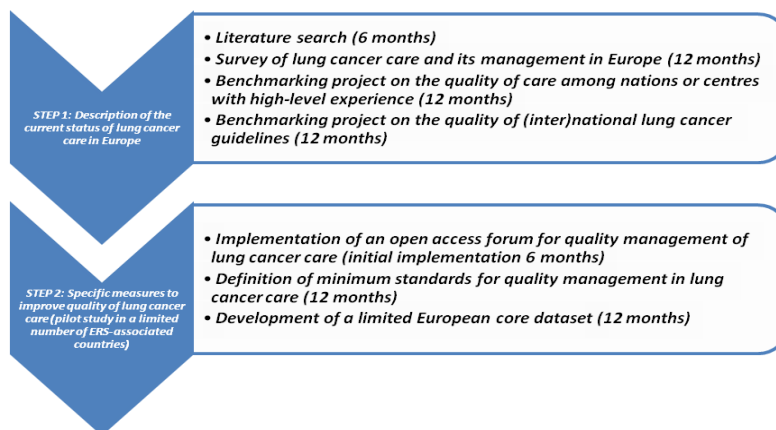 STEP 1: Description of the
current status of lung cancer
care in Europe
• Literature search (6 months)
• Survey of lung cancer care and its management in Europe (12 months)
• Benchmarking project on the quality of care among nations or centres
with high-level experience (12 months)
• Benchmarking project on the quality of (inter)national lung cancer
guidelines (12 months)
STEP 2: Specific measures to
improve quality of lung cancer
care (pilot study in a limited
number of ERS-associated
countries)
• Implementation of an open access forum for quality management of
lung cancer care (initial implementation 6 months)
• Definition of minimum standards for quality management in lung
cancer care (12 months)
• Development of a limited European core dataset (12 months)